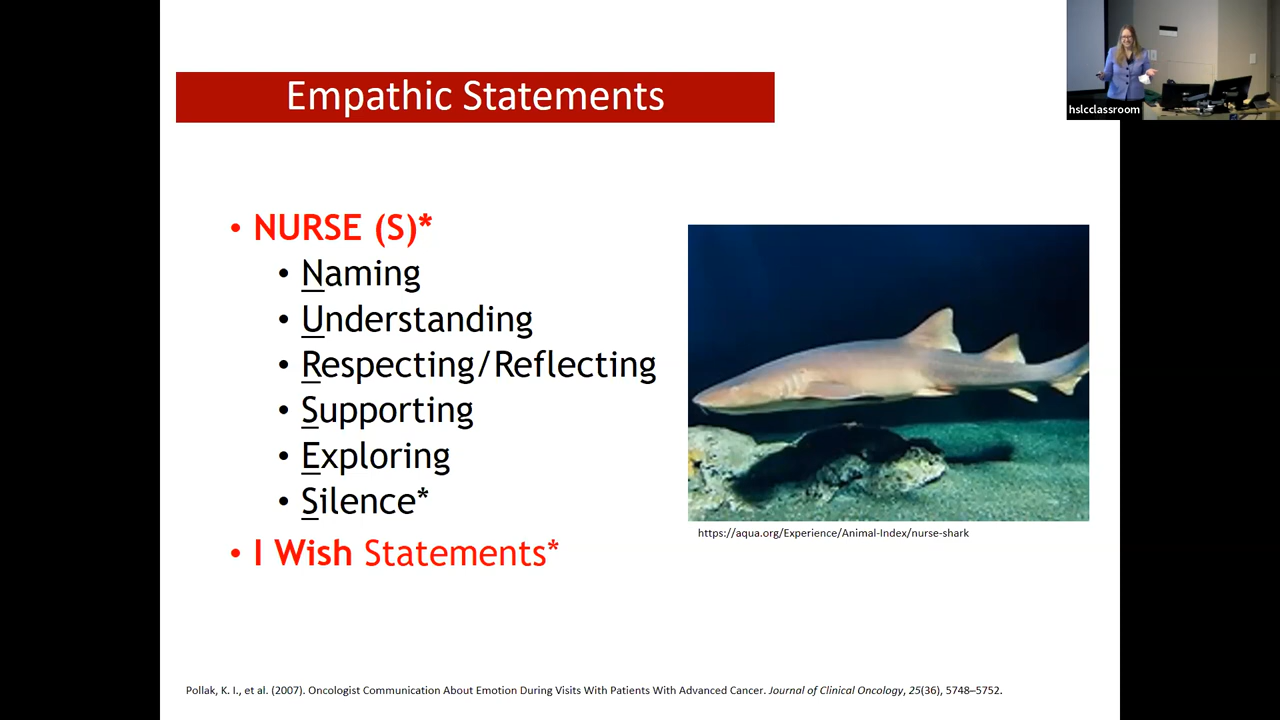 Empathic Statements
hslcclassroom
• NURSE (S)*
• Naming
• Understanding
• Respecting/Reflecting
• Supporting
• Exploring
• Silence*
• I Wish Statements*
https://aqua.org/Experience/Animal-Index/nurse-shark
Pollak, K. I., et al. (2007). Oncologist Communication About Emotion During Visits With Patients With Advanced Cancer. Journal of Clinical Oncology, 25(36), 5748–5752.